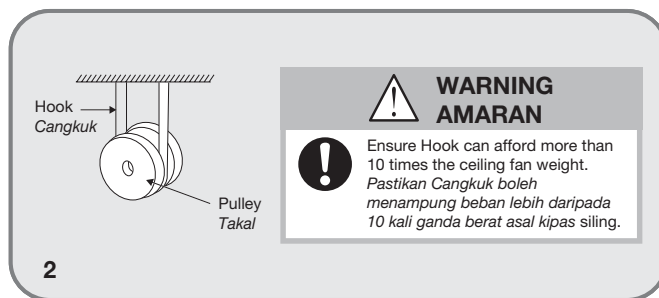 Hook
Cangkuk
Pulley
Takal
WARNING
AMARAN
Ensure Hook can afford more than
10 times the ceiling fan weight.
Pastikan Cangkuk boleh
menampung beban lebih daripada
10 kali ganda berat asal kipas siling.
2